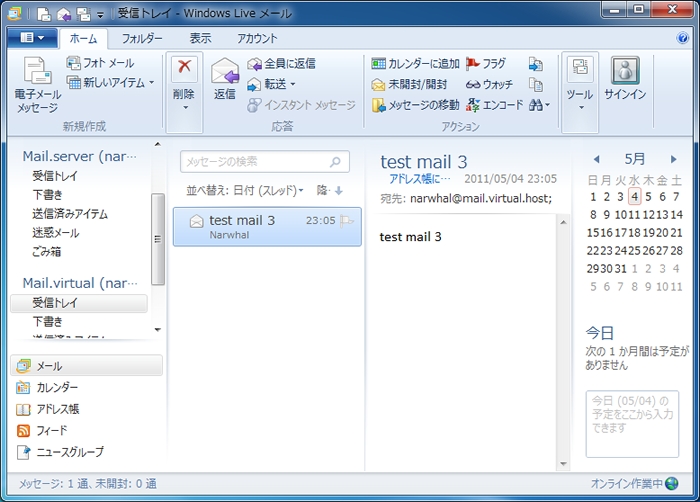 受信トレイ - Windows Live メール
ホーム フォルダー 表示 アカウント
電子メール メッセージ
フォト メール
新しいアイテム
新規作成
削除
返信
全員に返信
転送
インスタント メッセージ
応答
カレンダーに追加
未開封/開封
メッセージの移動
フラグ
ウォッチ
エンコード
アクション
ツール
サインイン
Mail.server (nar...
受信トレイ
下書き
送信済みアイテム
迷惑メール
ごみ箱
Mail.virtual (nar...
受信トレイ
下書き
送信済みアイテム
メール
カレンダー
アドレス帳
フィード
ニュースグループ
メッセージの検索
並べ替え: 日付 (スレッド) 降
test mail 3 23:05
Narwhal
test mail 3
アドレス帳に… 2011/05/04 23:05
宛先: narwhal@mail.virtual.host;
test mail 3
5月
日 月 火 水 木 金 土
1 2 3 4 5 6 7
8 9 10 11 12 13 14
15 16 17 18 19 20 21
22 23 24 25 26 27 28
29 30 31 1 2 3 4
5 6 7 8 9 10 11
今日
次の 1 か月間は予定が
ありません
今日 (05/04) の
予定をここから入力
できます
メッセージ: 1 通、未開封: 0 通
オンライン作業中